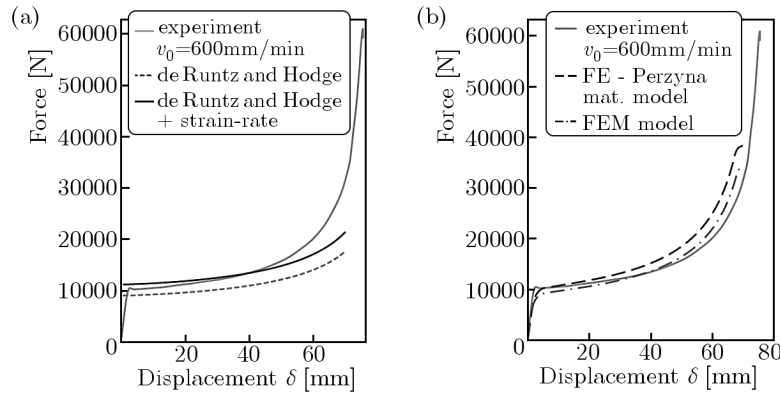 (a)
Force [N]
60000
50000
40000
30000
20000
10000
0
20
40
60
Displacement δ [mm]
experiment
v₀=600mm/min
de Runtz and Hodge
de Runtz and Hodge
+ strain-rate
(b)
Force [N]
60000
50000
40000
30000
20000
10000
0
20
40
60
80
Displacement δ [mm]
experiment
v₀=600mm/min
FE - Perzyna
mat. model
FEM model